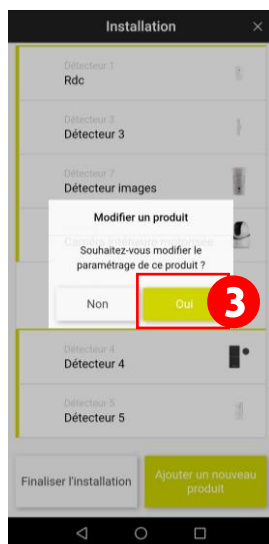 Installation
Détecteur 1
Rdc
Détecteur 3
Détecteur 3
Détecteur 7
Détecteur images
Modifier un produit
Souhaitez-vous modifier le
paramétrage de ce produit ?
Non
Oui
3
Détecteur 4
Détecteur 4
Détecteur 5
Détecteur 5
Finaliser l'installation
Ajouter un nouveau
produit